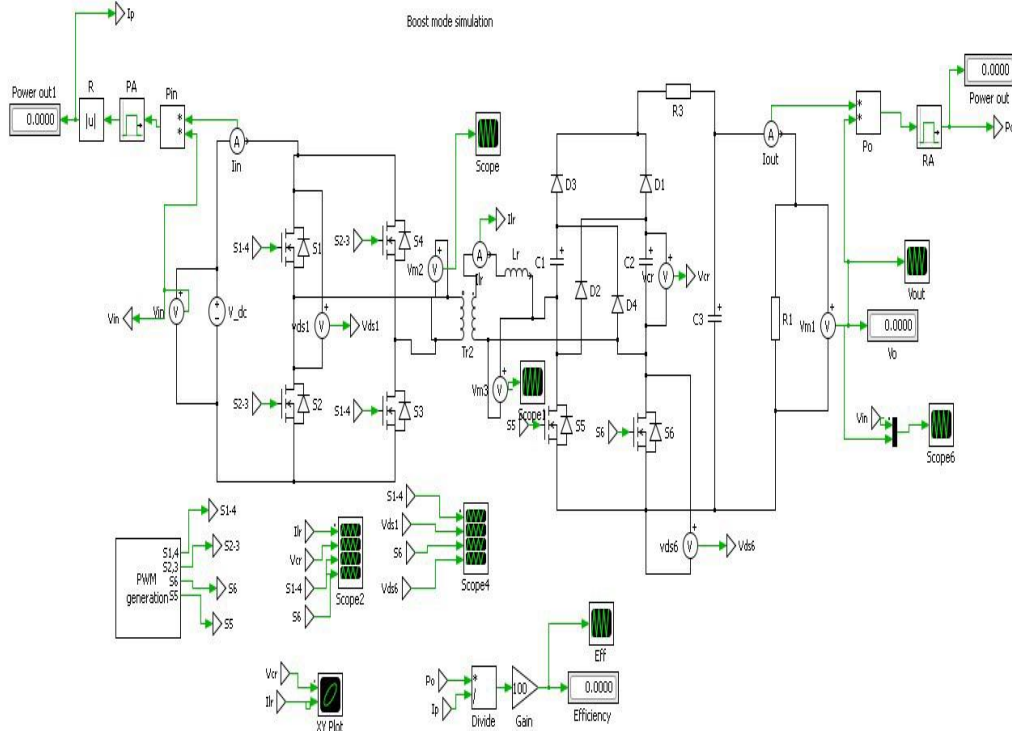 Boost mode simulation
Ip
Power out1
0.0000
R
|u|
PA
Pin
*
*
A
Iin
Scope
R3
A
Iout
*
*
Po
RA
0.0000
Power out
Po
S1-4
S1
S2-3
S4
Vm2
V
Ilr
A
Ilr
Lr
D3
D1
C1
C2
Vcr
V
Vcr
D2
D4
C3
Vin
Vin
V
V_dc
vds1
V
Vds1
Tr2
Vm3
V
Scope1
R1
Vm1
V
Vout
0.0000
Vo
S2-3
S2
S1-4
S3
S5
S5
S6
S6
Vin
Scope6
vds6
V
Vds6
PWM
generation
S1,4
S2,3
S6
S5
S1-4
S2-3
S6
S5
Ilr
Vcr
S1-4
S6
Scope2
S1-4
Vds1
S6
Vds6
Scope4
Vcr
Ilr
XY Plot
Po
Ip
*
/
Divide
100
Gain
Eff
0.0000
Efficiency